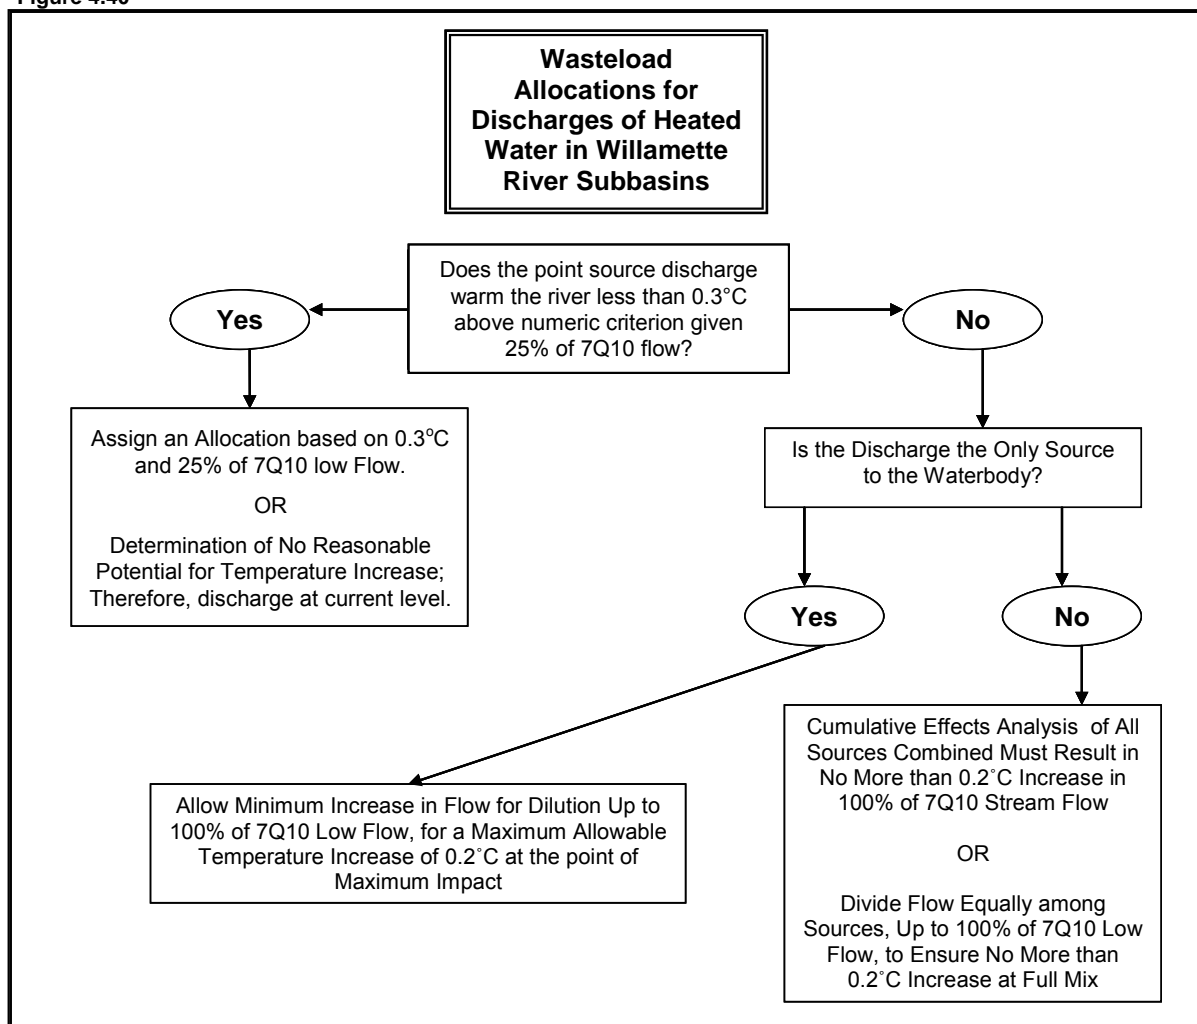 Figure 4.40
Wasteload
Allocations for
Discharges of Heated
Water in Willamette
River Subbasins
Does the point source discharge
warm the river less than 0.3°C
above numeric criterion given
25% of 7Q10 flow?
Yes
No
Assign an Allocation based on 0.3°C
and 25% of 7Q10 low Flow.
OR
Determination of No Reasonable
Potential for Temperature Increase;
Therefore, discharge at current level.
Is the Discharge the Only Source
to the Waterbody?
Yes
No
Allow Minimum Increase in Flow for Dilution Up to
100% of 7Q10 Low Flow, for a Maximum Allowable
Temperature Increase of 0.2˚C at the point of
Maximum Impact
Cumulative Effects Analysis of All
Sources Combined Must Result in
No More than 0.2˚C Increase in
100% of 7Q10 Stream Flow
OR
Divide Flow Equally among
Sources, Up to 100% of 7Q10 Low
Flow, to Ensure No More than
0.2˚C Increase at Full Mix